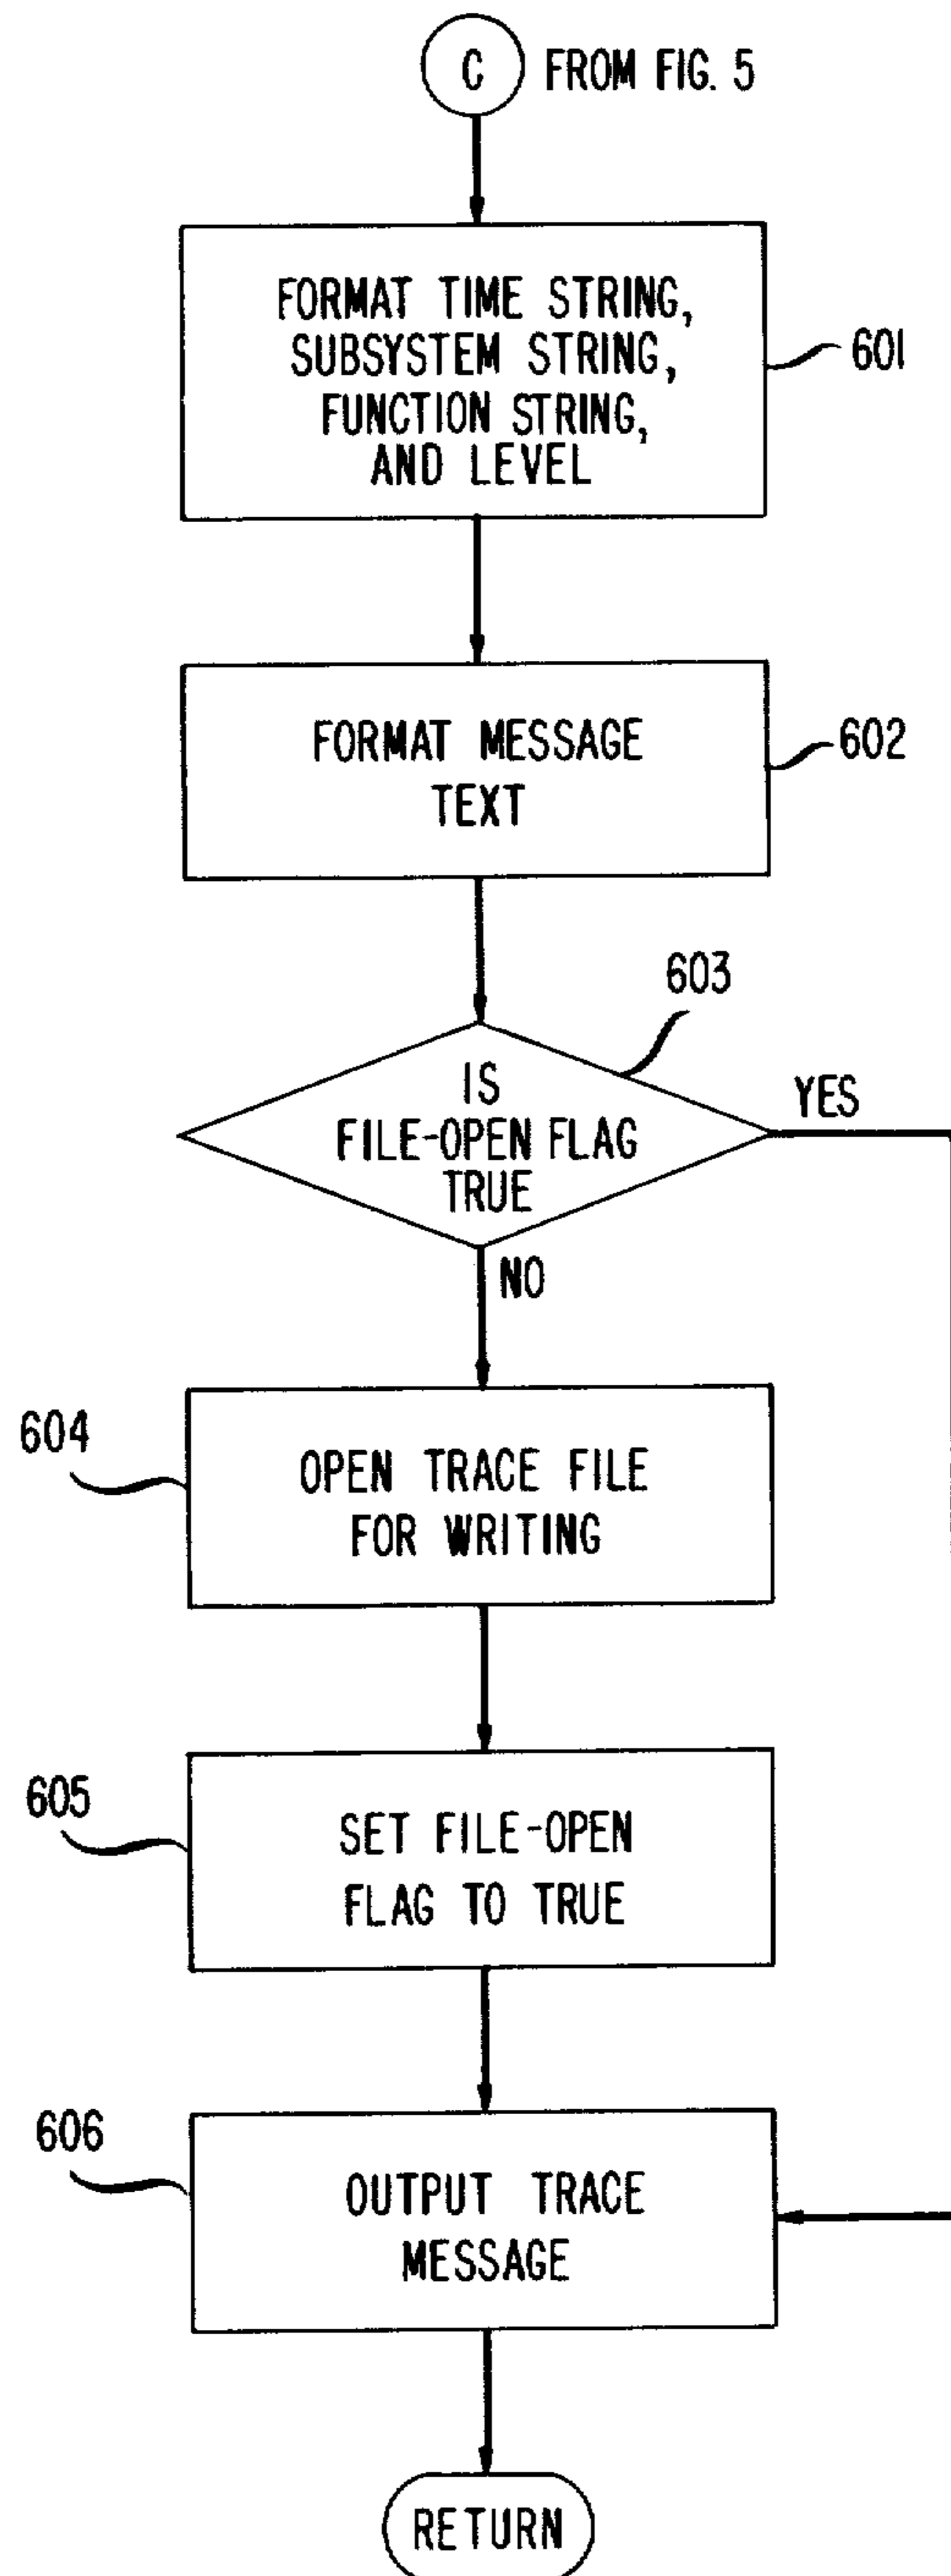 C FROM FIG. 5
FORMAT TIME STRING,
SUBSYSTEM STRING,
FUNCTION STRING,
AND LEVEL
601
FORMAT MESSAGE
TEXT
602
603
IS
FILE-OPEN FLAG
TRUE
YES
NO
604
OPEN TRACE FILE
FOR WRITING
605
SET FILE-OPEN
FLAG TO TRUE
606
OUTPUT TRACE
MESSAGE
RETURN